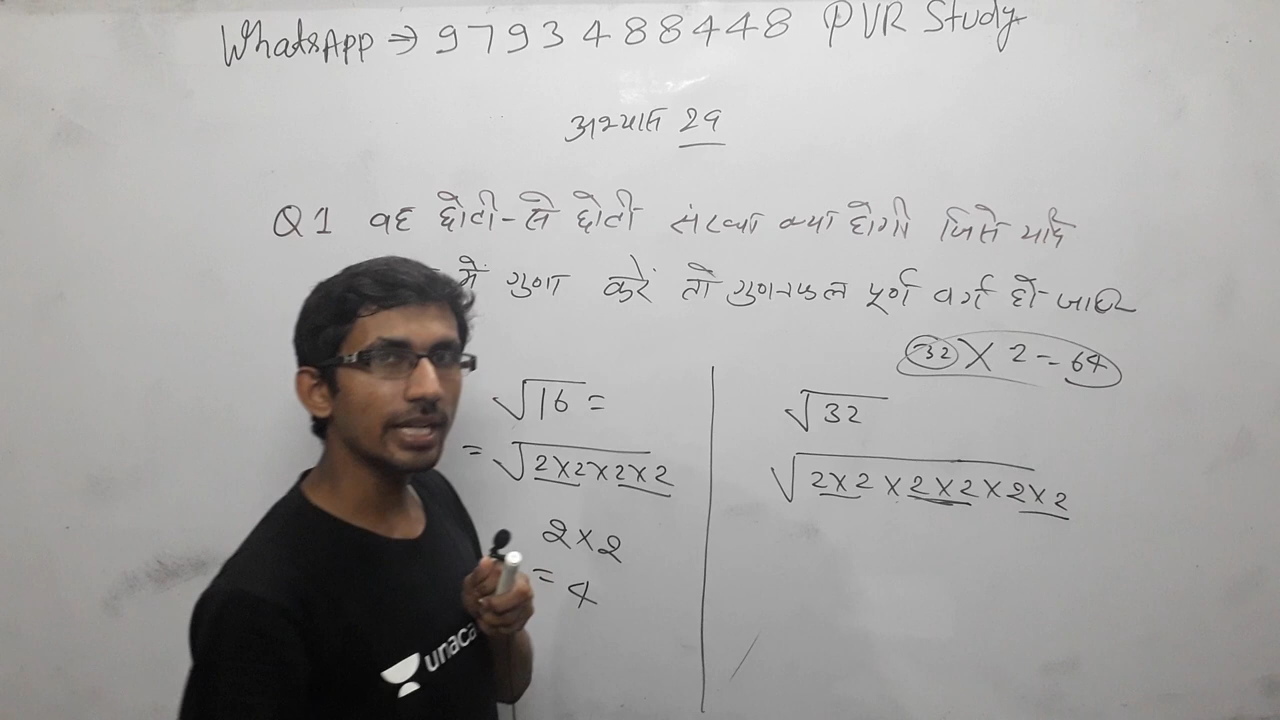 WhatsApp ⇒ 9793488448 PVR Study
अभ्यास 29
Q1 वह छोटी-से छोटी संख्या क्या होगी जिसे यदि
में गुणा करें तो गुणनफल पूर्ण वर्ग हो जाए
32 × 2 = 64
√16 =
= √2×2×2×2
2×2
= 4
√32
√2×2×2×2×2×2
unaca